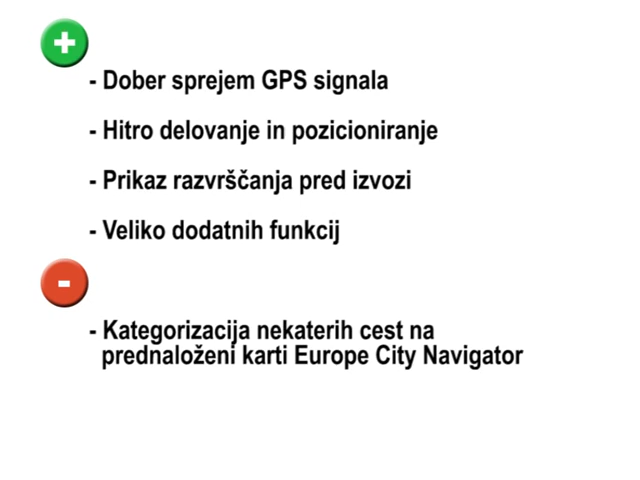 +
- Dober sprejem GPS signala
- Hitro delovanje in pozicioniranje
- Prikaz razvrščanja pred izvozi
- Veliko dodatnih funkcij
-
- Kategorizacija nekaterih cest na
prednaloženi karti Europe City Navigator